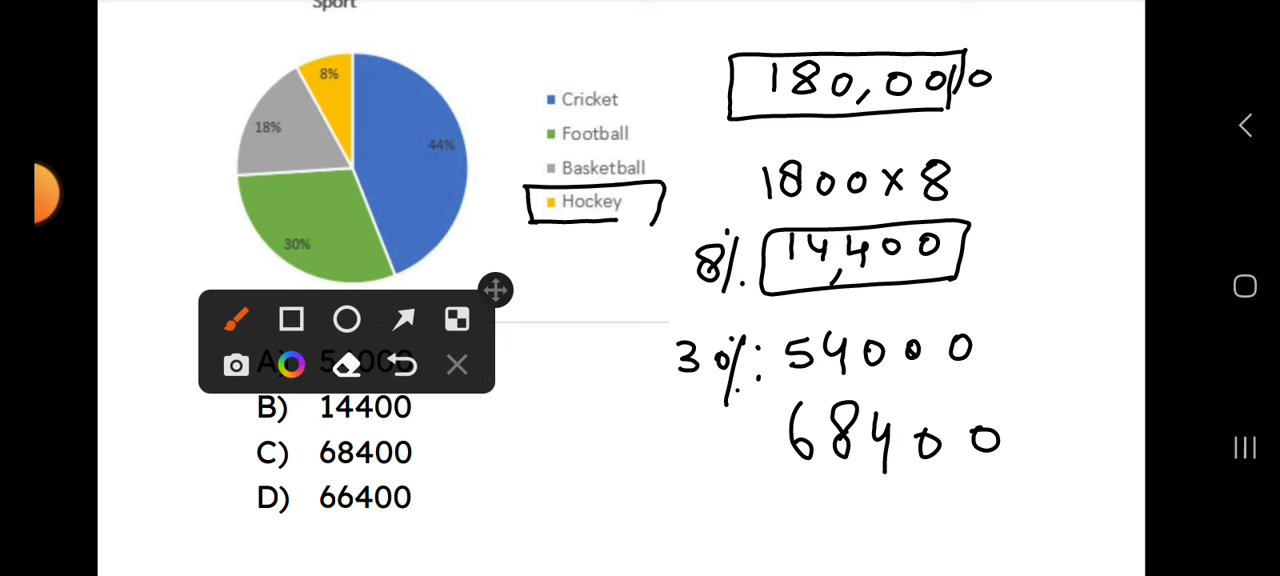 Sport
8%
18%
44%
30%
Cricket
Football
Basketball
Hockey
180,000
1800 x 8
8%. 14,400
30%: 54000
68400
A)
B) 14400
C) 68400
D) 66400